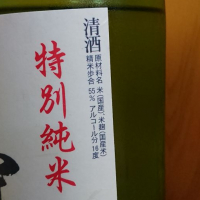 清酒
原材料名 米(国産)、米麹(国産米)
精米歩合 55% アルコール分 16度
特別純米